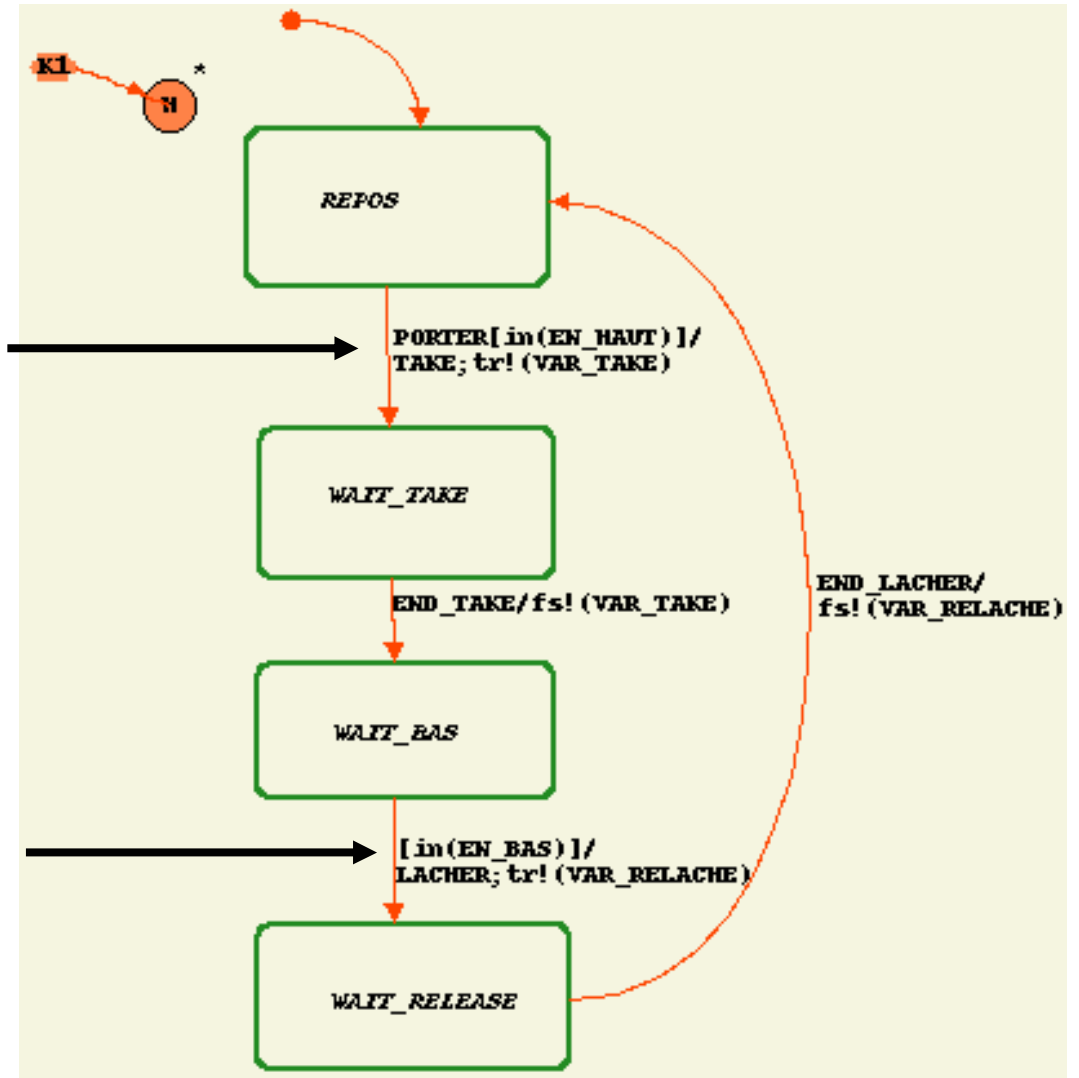 K1
*
H
REPOS
PORTER[in(EN_HAUT)]/
TAKE;tr!(VAR_TAKE)
WAIT_TAKE
END_TAKE/fs!(VAR_TAKE)
END_LACHER/
fs!(VAR_RELACHE)
WAIT_BAS
[in(EN_BAS)]/
LACHER;tr!(VAR_RELACHE)
WAIT_RELEASE